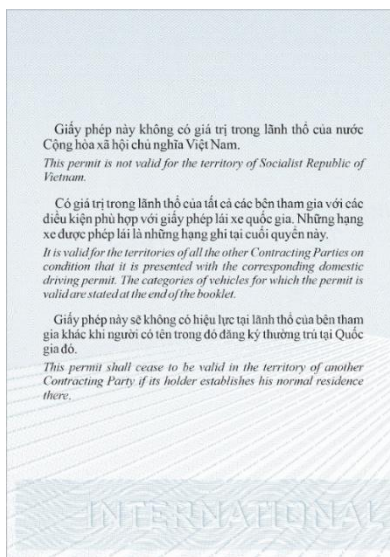 Giấy phép này không có giá trị trong lãnh thổ của nước
Cộng hòa xã hội chủ nghĩa Việt Nam.
This permit is not valid for the territory of Socialist Republic of
Vietnam.
Có giá trị trong lãnh thổ của tất cả các bên tham gia với các
điều kiện phù hợp với giấy phép lái xe quốc gia. Những hạng
xe được phép lái là những hạng ghi tại cuối quyển này.
It is valid for the territories of all the other Contracting Parties on
condition that it is presented with the corresponding domestic
driving permit. The categories of vehicles for which the permit is
valid are stated at the end of the booklet.
Giấy phép này sẽ không có hiệu lực tại lãnh thổ của bên tham
gia khác khi người có tên trong đó đăng ký thường trú tại Quốc
gia đó.
This permit shall cease to be valid in the territory of another
Contracting Party if its holder establishes his normal residence
there.
INTERNATIONAL